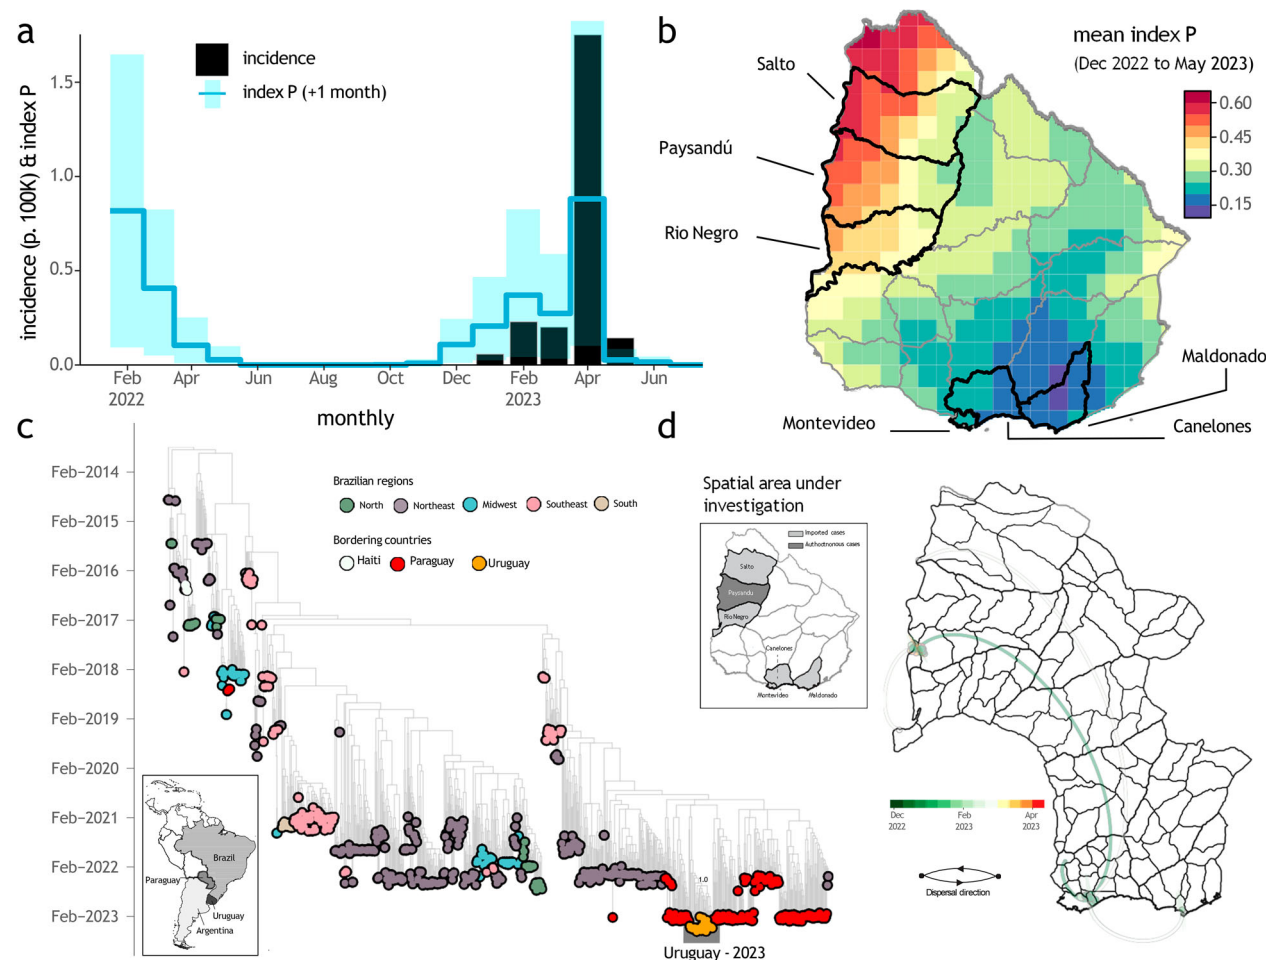 a
incidence
index P (+1 month)
incidence (p. 100K) & index P
1.5
1.0
0.5
0.0
Feb
Apr
Jun
Aug
Oct
Dec
Feb
Apr
Jun
2022
2023
monthly
b
mean index P
(Dec 2022 to May 2023)
0.60
0.45
0.30
0.15
Salto
Paysandú
Rio Negro
Maldonado
Montevideo
Canelones
c
Feb-2014
Feb-2015
Feb-2016
Feb-2017
Feb-2018
Feb-2019
Feb-2020
Feb-2021
Feb-2022
Feb-2023
Brazilian regions
North
Northeast
Midwest
Southeast
South
Bordering countries
Haiti
Paraguay
Uruguay
1.0
Uruguay - 2023
Brazil
Paraguay
Uruguay
Argentina
d
Spatial area under
investigation
Imported cases
Authoctnonous cases
Salto
Paysandu
Rio Negro
Canelones
Montevideo
Maldonado
Dec
Feb
Apr
2022
2023
2023
Dispersal direction